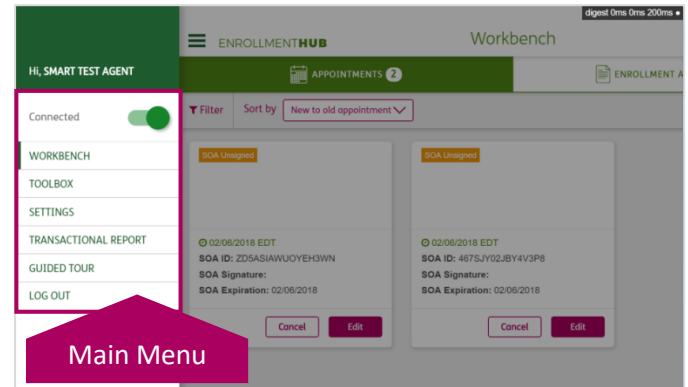 digest 0ms 0ms 200ms •
ENROLLMENTHUB
Workbench
Hi, SMART TEST AGENT
APPOINTMENTS 2
ENROLLMENT A
Connected
Filter
Sort by
New to old appointment
WORKBENCH
TOOLBOX
SETTINGS
TRANSACTIONAL REPORT
GUIDED TOUR
LOG OUT
SOA Unsigned
02/06/2018 EDT
SOA ID: ZD5ASIAWUOYEH3WN
SOA Signature:
SOA Expiration: 02/06/2018
Cancel
Edit
SOA Unsigned
02/06/2018 EDT
SOA ID: 467SJY02JBY4V3P8
SOA Signature:
SOA Expiration: 02/06/2018
Cancel
Edit
Main Menu